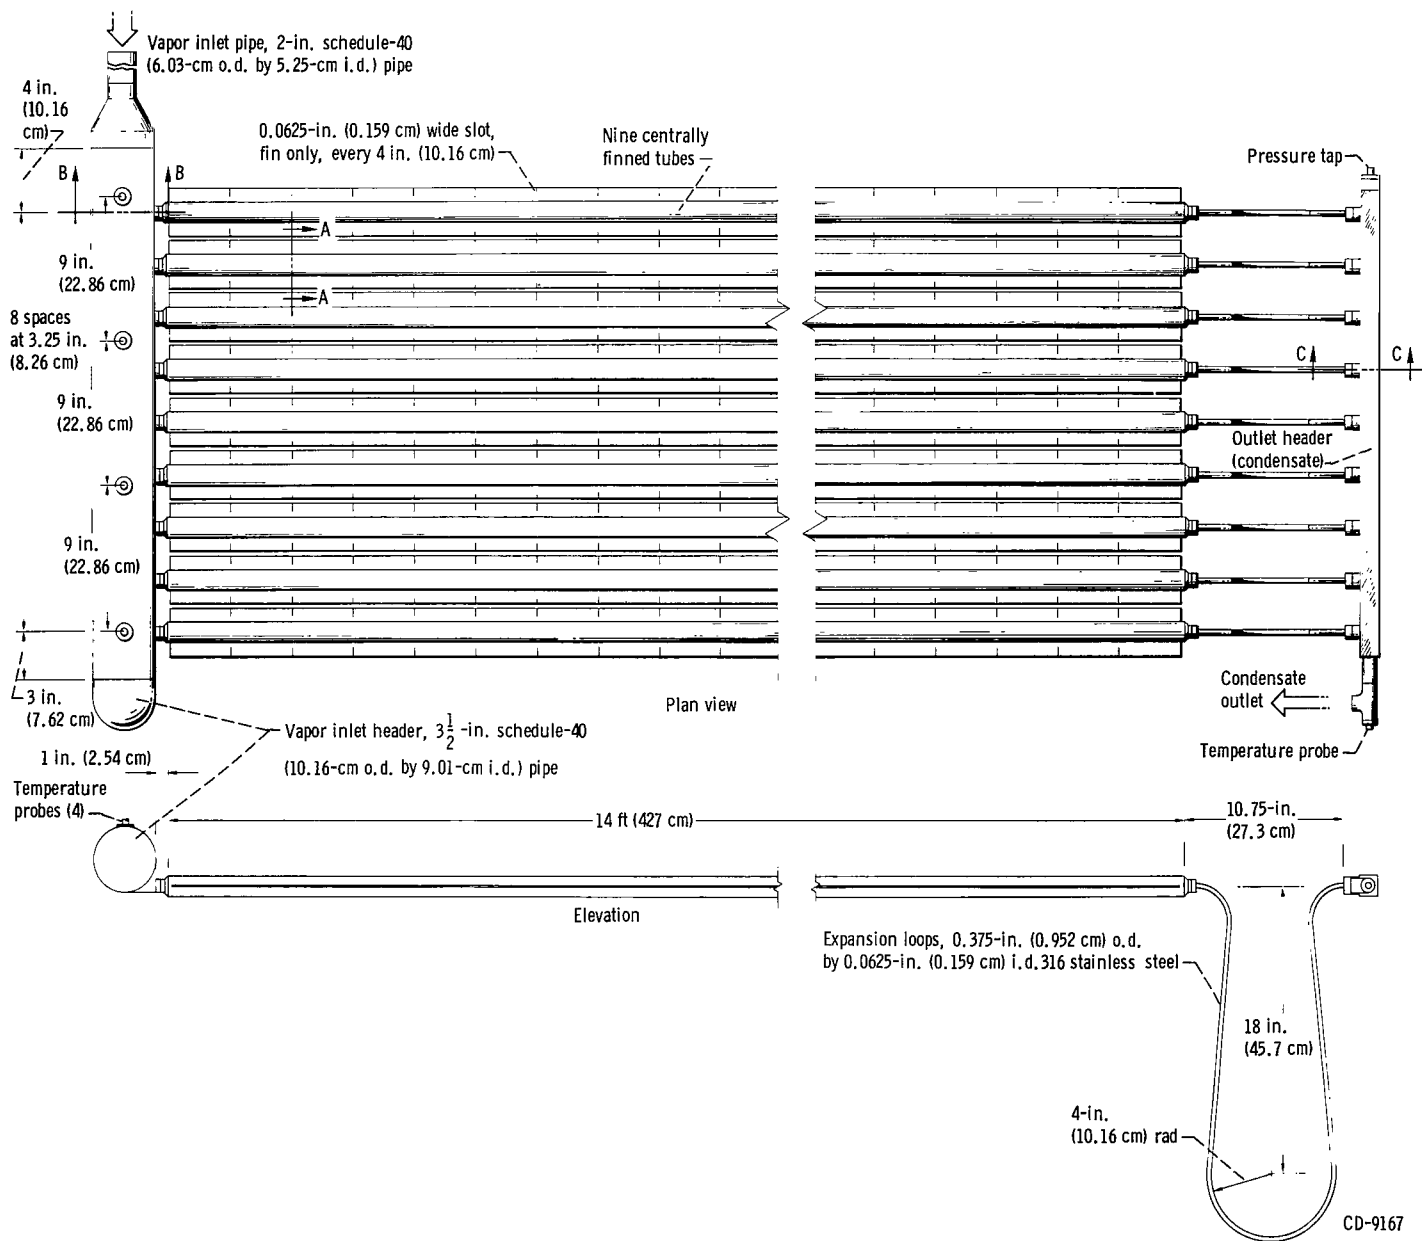 Vapor inlet pipe, 2-in. schedule-40
(6.03-cm o.d. by 5.25-cm i.d.) pipe
4 in.
(10.16
cm)
0.0625-in. (0.159 cm) wide slot,
fin only, every 4 in. (10.16 cm)
Nine centrally
finned tubes
Pressure tap
B
B
A
9 in.
(22.86 cm)
A
8 spaces
at 3.25 in.
(8.26 cm)
C
C
9 in.
(22.86 cm)
Outlet header
(condensate)
9 in.
(22.86 cm)
Condensate
outlet
3 in.
(7.62 cm)
Plan view
Vapor inlet header, 3 1/2 -in. schedule-40
(10.16-cm o.d. by 9.01-cm i.d.) pipe
Temperature probe
1 in. (2.54 cm)
Temperature
probes (4)
14 ft (427 cm)
10.75-in.
(27.3 cm)
Elevation
Expansion loops, 0.375-in. (0.952 cm) o.d.
by 0.0625-in. (0.159 cm) i.d.316 stainless steel
18 in.
(45.7 cm)
4-in.
(10.16 cm) rad
CD-9167